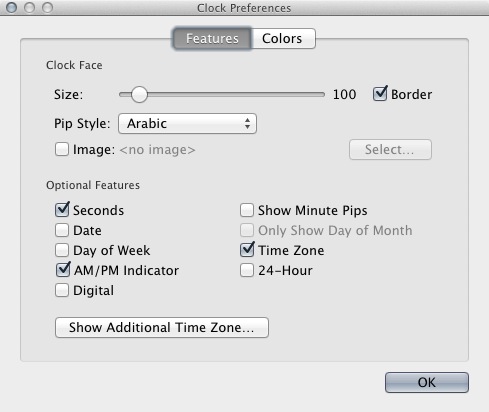 Clock Preferences
Features Colors
Clock Face
Size: 100 Border
Pip Style: Arabic
Image: <no image> Select...
Optional Features
Seconds Show Minute Pips
Date Only Show Day of Month
Day of Week Time Zone
AM/PM Indicator 24-Hour
Digital
Show Additional Time Zone...
OK